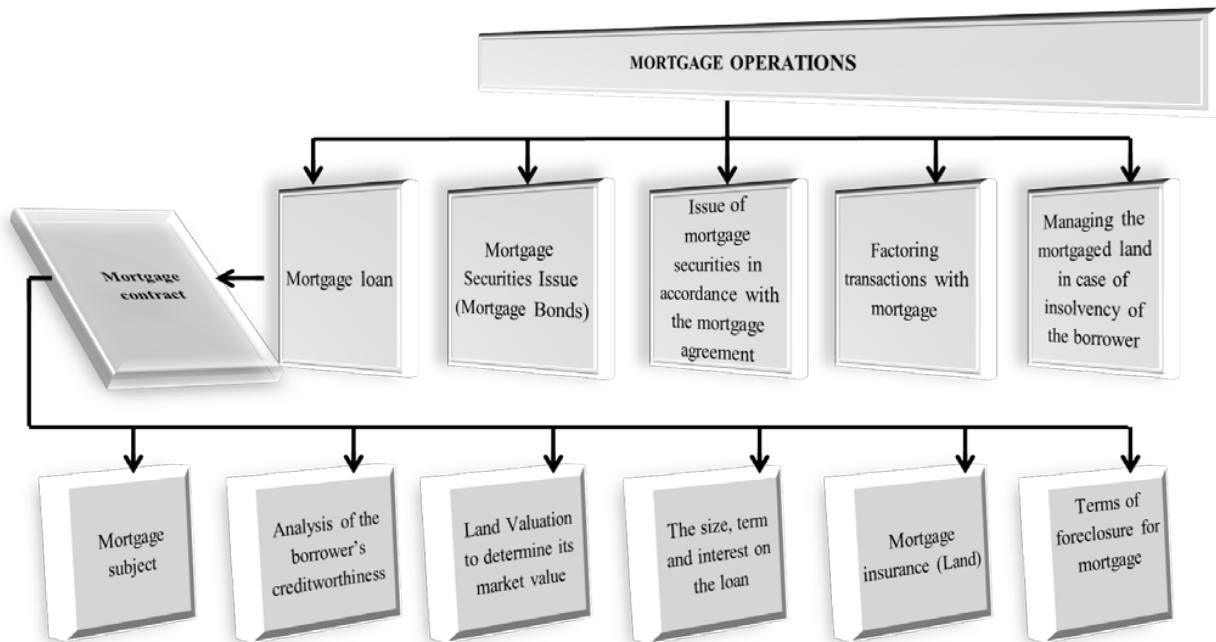 MORTGAGE OPERATIONS
Mortgage
contract
Mortgage loan
Mortgage
Securities Issue
(Mortgage Bonds)
Issue of
mortgage
securities in
accordance with
the mortgage
agreement
Factoring
transactions with
mortgage
Managing the
mortgaged land
in case of
insolvency of
the borrower
Mortgage
subject
Analysis of the
borrower's
creditworthiness
Land Valuation
to determine its
market value
The size, term
and interest on
the loan
Mortgage
insurance (Land)
Terms of
foreclosure for
mortgage